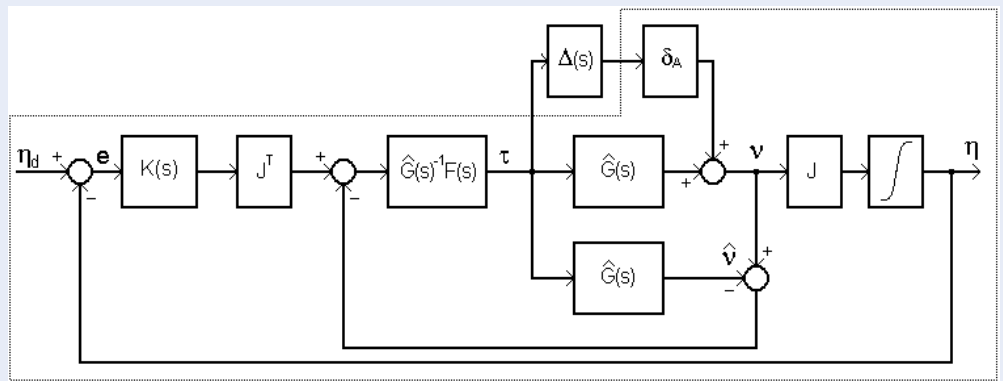 Δ(s)
δA
ηd
+
e
−
K(s)
Jᵀ
+
−
Ĝ(s)⁻¹F(s)
τ
Ĝ(s)
+
+
ν
J
∫
η
Ĝ(s)
ν̂
+
−